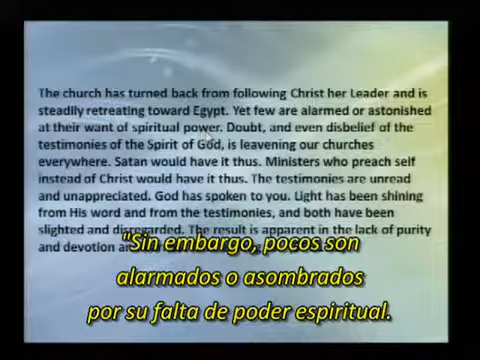 The church has turned back from following Christ her Leader and is
steadily retreating toward Egypt. Yet few are alarmed or astonished
at their want of spiritual power. Doubt, and even disbelief of the
testimonies of the Spirit of God, is leavening our churches
everywhere. Satan would have it thus. Ministers who preach self
instead of Christ would have it thus. The testimonies are unread
and unappreciated. God has spoken to you. Light has been shining
from His word and from the testimonies, and both have been
slighted and disregarded. The result is apparent in the lack of purity
and devotion
"Sin embargo, pocos son
alarmados o asombrados
por su falta de poder espiritual.